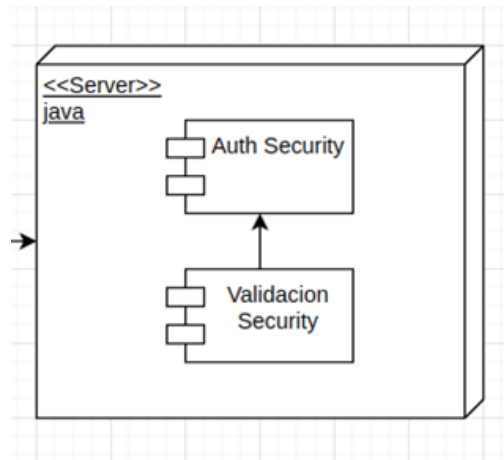 <<Server>>
java
Auth Security
Validacion
Security